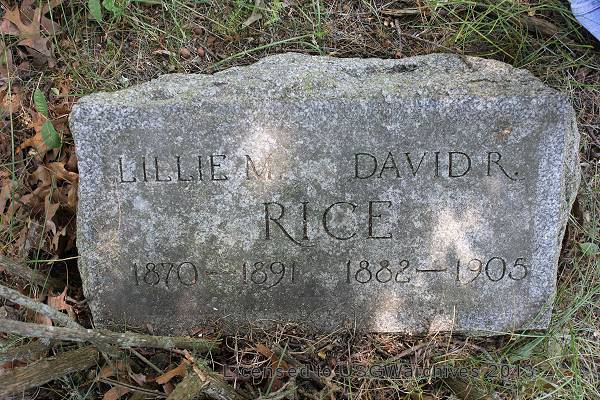 LILLIE M. DAVID R.
RICE
1870—1891 1882—1905
Licensed to USGWarchives 2013